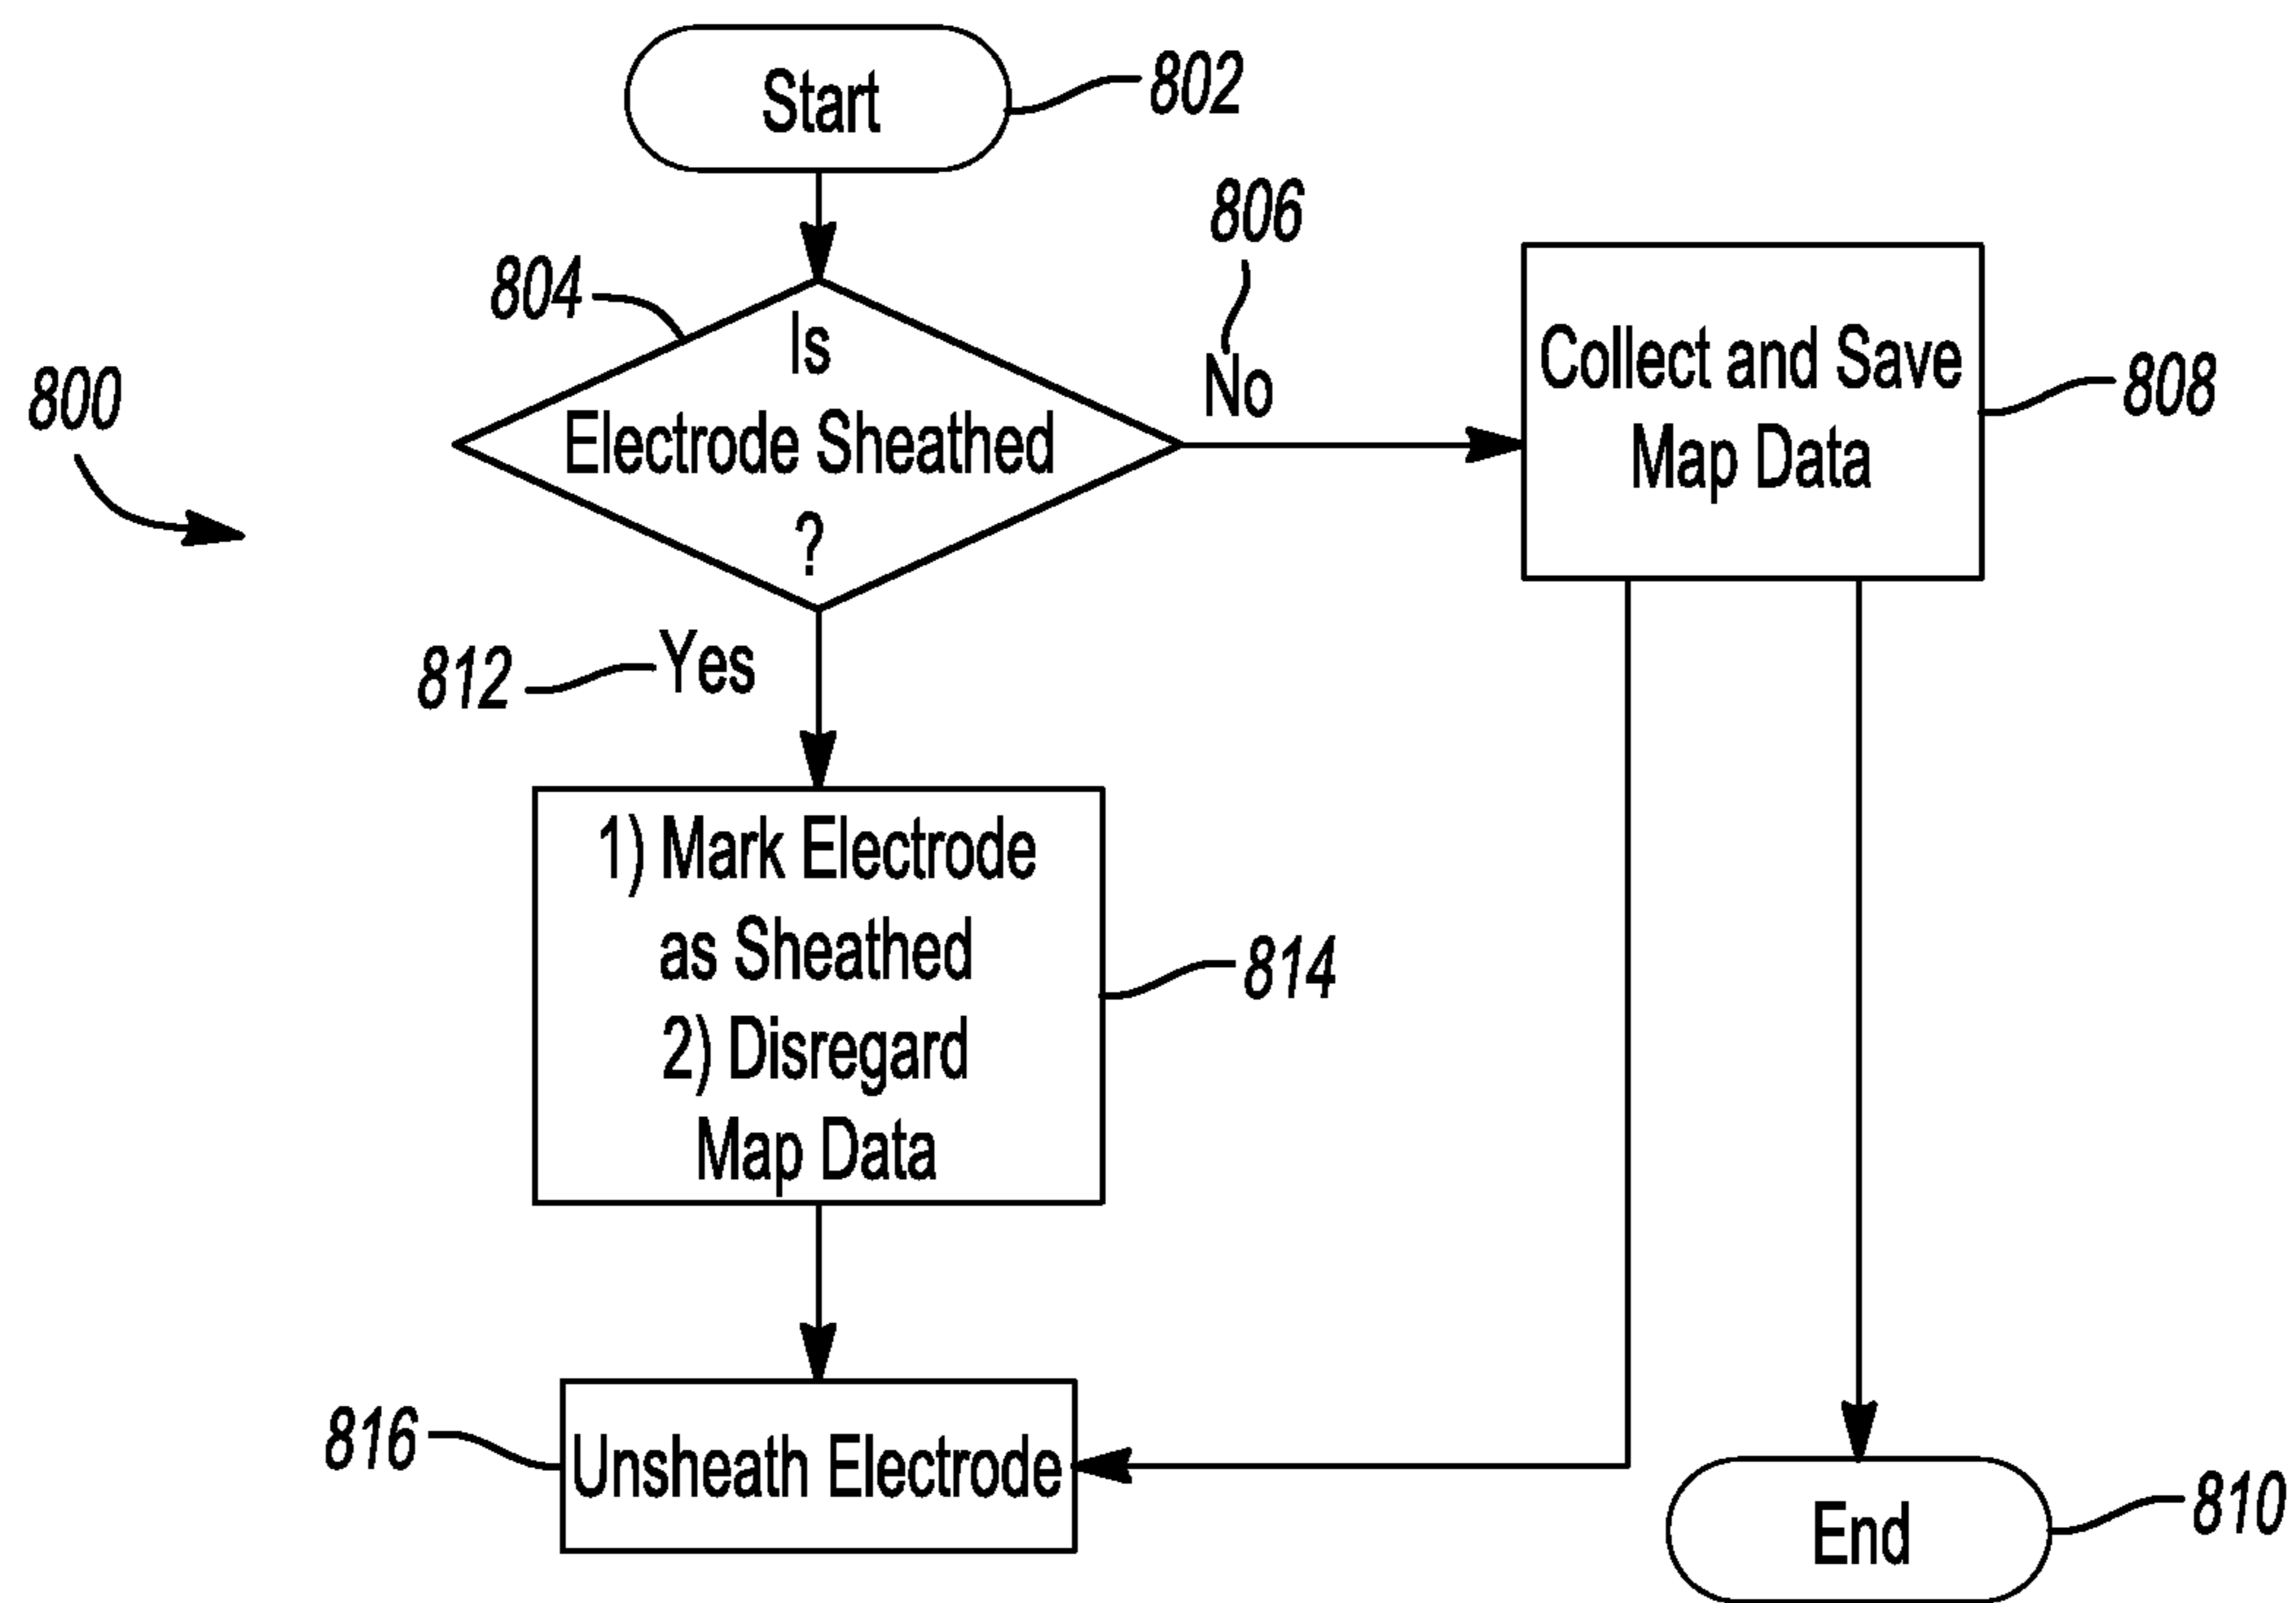 Start
802
806
804
Is
Electrode Sheathed
?
No
800
Collect and Save
Map Data
808
812
Yes
1) Mark Electrode
as Sheathed
2) Disregard
Map Data
814
816
Unsheath Electrode
End
810